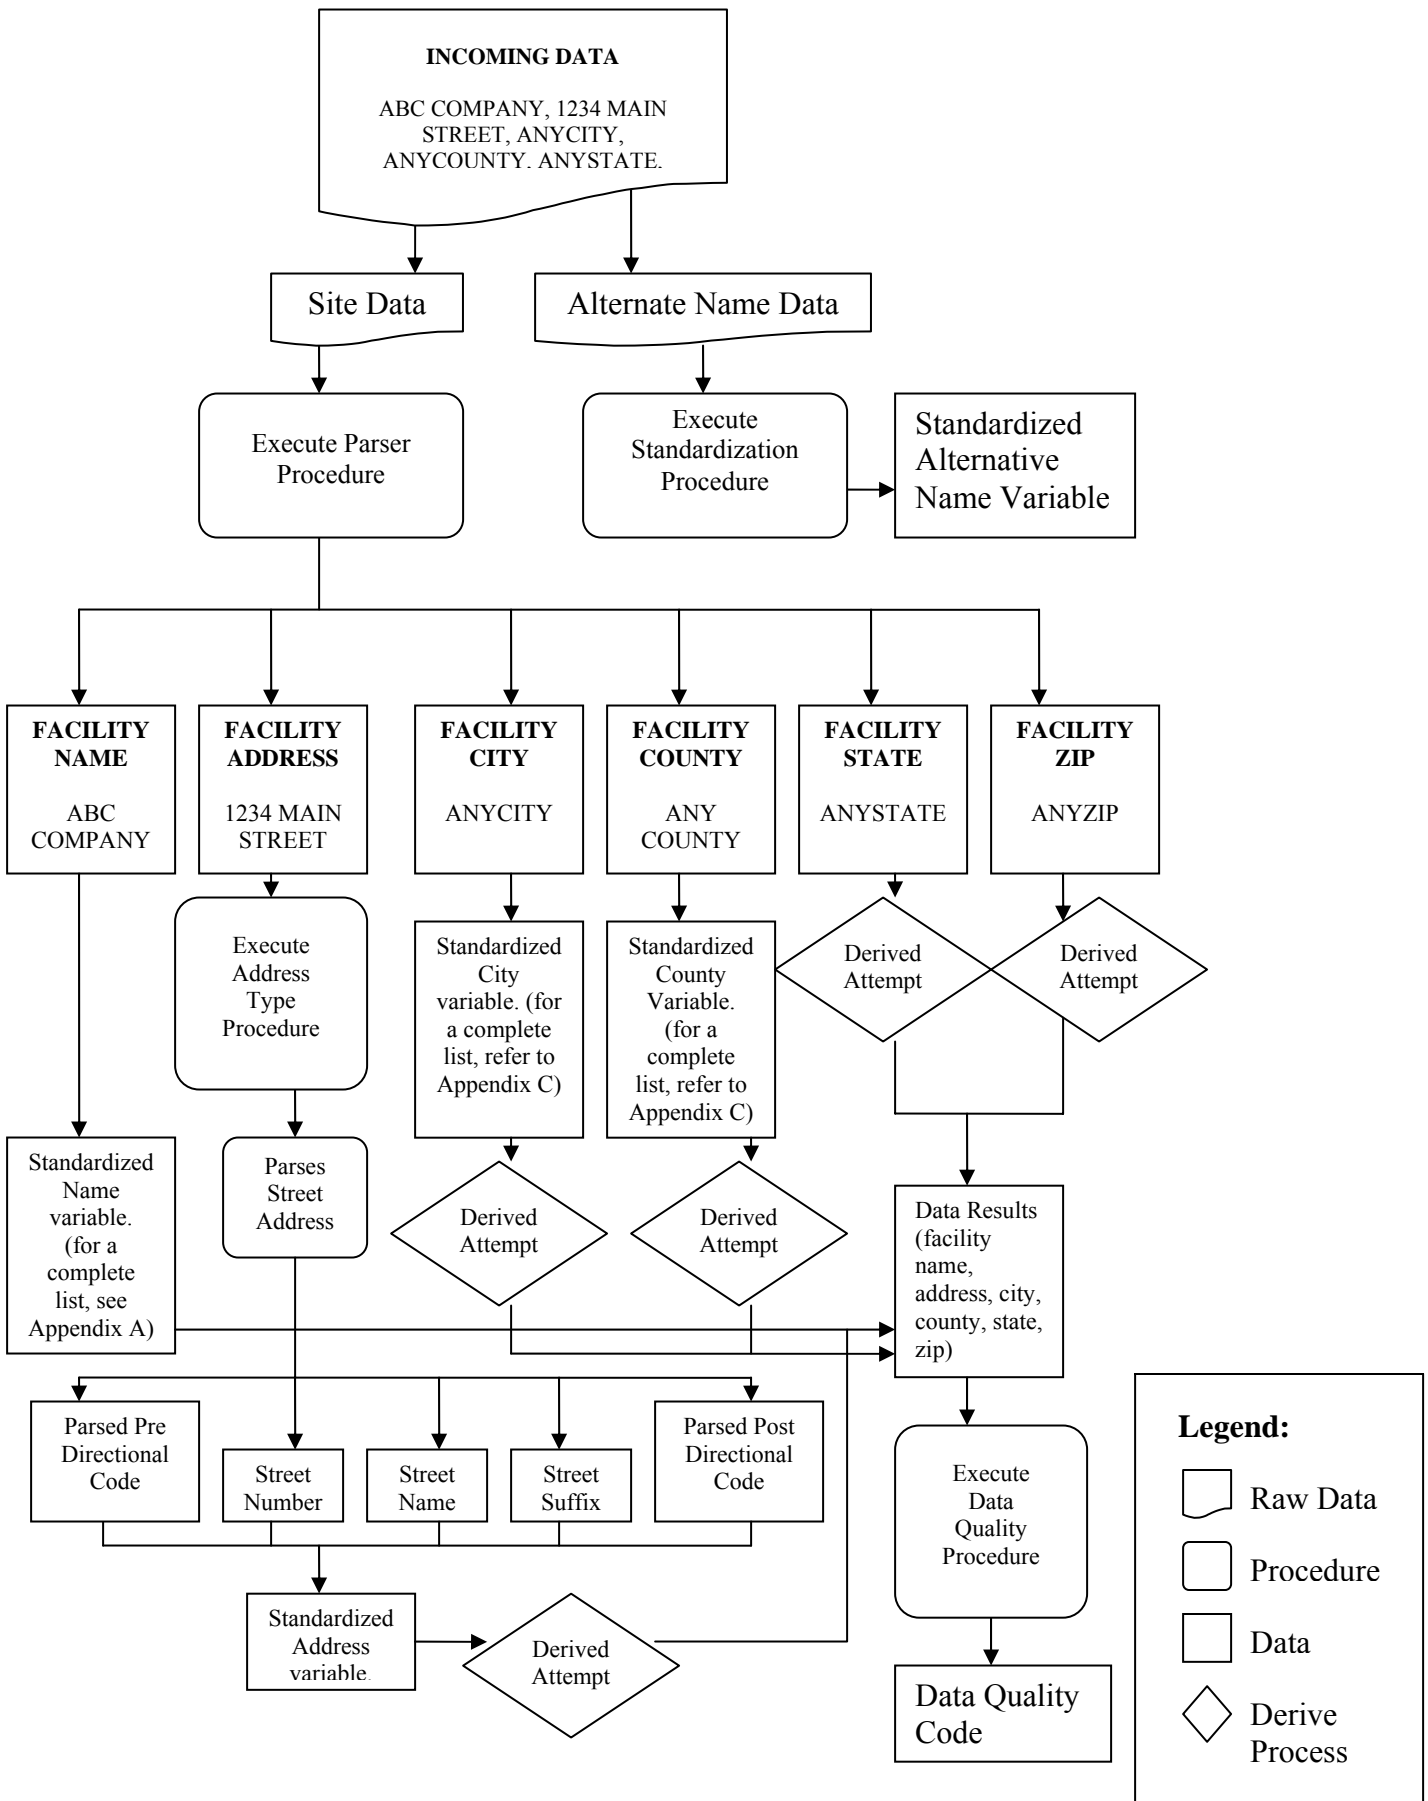 INCOMING DATA
ABC COMPANY, 1234 MAIN
STREET, ANYCITY,
ANYCOUNTY, ANYSTATE,
Site Data
Alternate Name Data
Execute Parser
Procedure
Execute
Standardization
Procedure
Standardized
Alternative
Name Variable
FACILITY
NAME
ABC
COMPANY
FACILITY
ADDRESS
1234 MAIN
STREET
FACILITY
CITY
ANYCITY
FACILITY
COUNTY
ANY
COUNTY
FACILITY
STATE
ANYSTATE
FACILITY
ZIP
ANYZIP
Execute
Address
Type
Procedure
Standardized
City
variable. (for
a complete
list, refer to
Appendix C)
Standardized
County
Variable.
(for a
complete
list, refer to
Appendix C)
Derived
Attempt
Derived
Attempt
Standardized
Name
variable.
(for a
complete
list, see
Appendix A)
Parses
Street
Address
Derived
Attempt
Derived
Attempt
Data Results
(facility
name,
address, city,
county, state,
zip)
Parsed Pre
Directional
Code
Street
Number
Street
Name
Street
Suffix
Parsed Post
Directional
Code
Execute
Data
Quality
Procedure
Standardized
Address
variable.
Derived
Attempt
Data Quality
Code
Legend:
Raw Data
Procedure
Data
Derive
Process